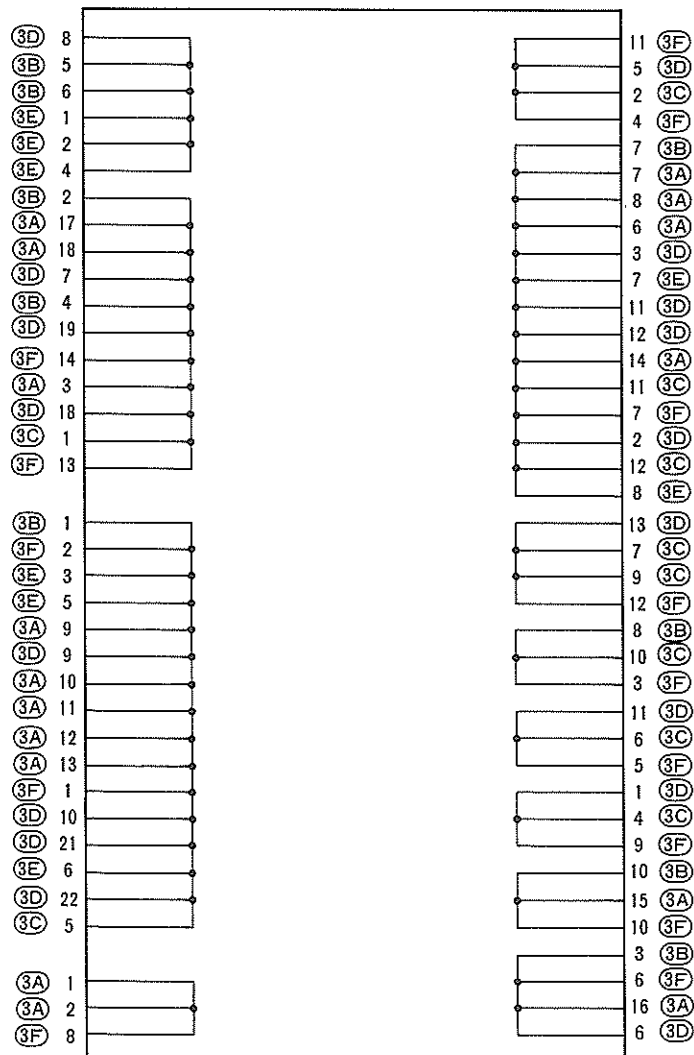 3D 8
3B 5
3B 6
3E 1
3E 2
3E 4
3B 2
3A 17
3A 18
3D 7
3B 4
3D 19
3F 14
3A 3
3D 18
3C 1
3F 13
3B 1
3F 2
3E 3
3E 5
3A 9
3D 9
3A 10
3A 11
3A 12
3A 13
3F 1
3D 10
3D 21
3E 6
3D 22
3C 5
3A 1
3A 2
3F 8
11 3F
5 3D
2 3C
4 3F
7 3B
7 3A
8 3A
6 3A
3 3D
7 3E
11 3D
12 3D
14 3A
11 3C
7 3F
2 3D
12 3C
8 3E
13 3D
7 3C
9 3C
12 3F
8 3B
10 3C
3 3F
11 3D
6 3C
5 3F
1 3D
4 3C
9 3F
10 3B
15 3A
10 3F
3 3B
6 3F
16 3A
6 3D